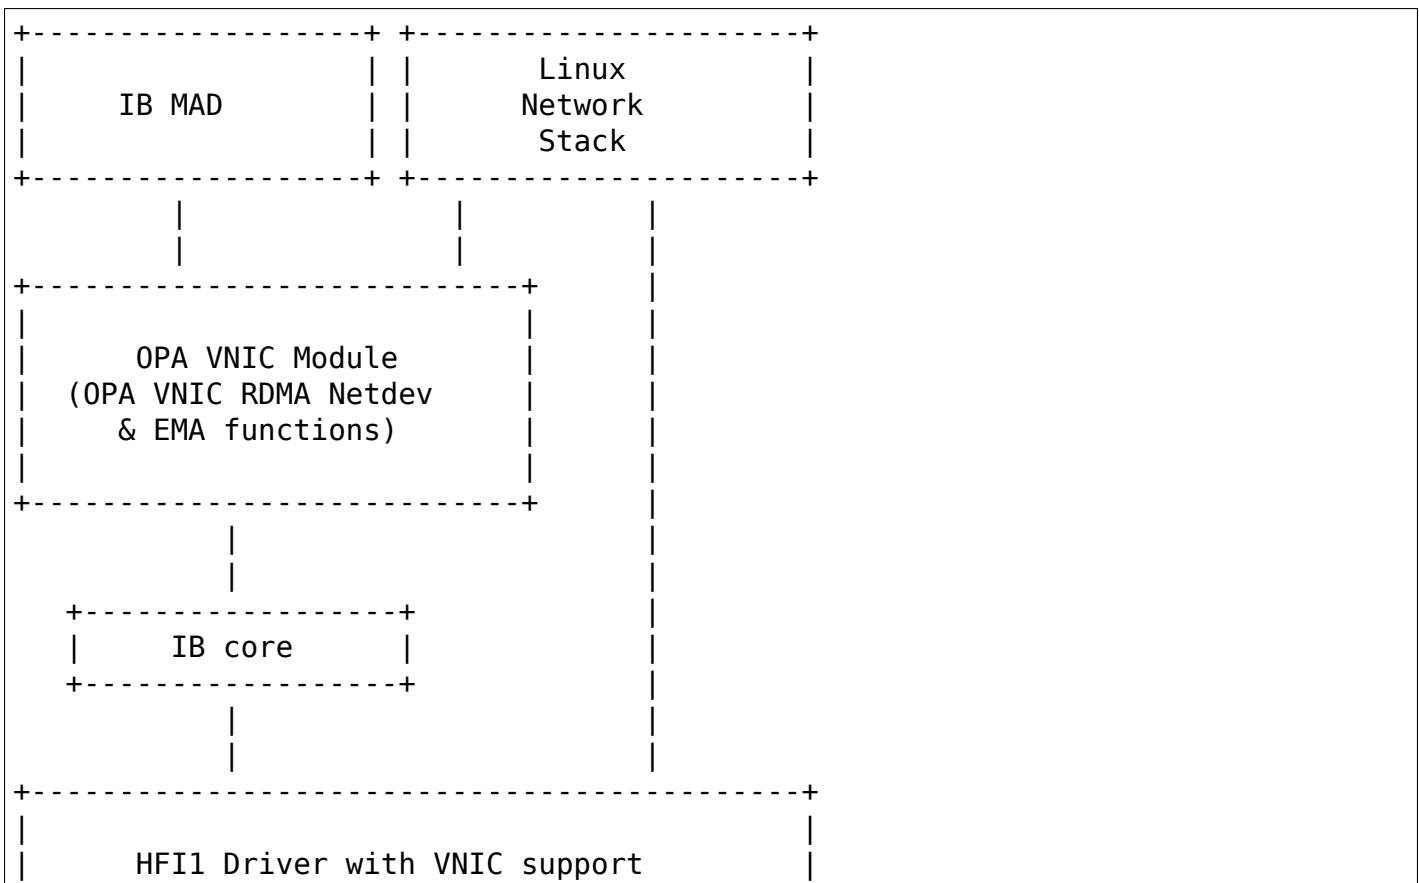 +-------------------+ +----------------------+
|                   | |       Linux          |
|     IB MAD        | |      Network         |
|                   | |       Stack          |
+-------------------+ +----------------------+
         |               |          |
         |               |          |
+----------------------------+      |
|                            |      |
|      OPA VNIC Module       |      |
|  (OPA VNIC RDMA Netdev     |      |
|     & EMA functions)       |      |
|                            |      |
+----------------------------+      |
            |                       |
            |                       |
   +------------------+             |
   |     IB core      |             |
   +------------------+             |
            |                       |
            |                       |
+--------------------------------------------+
|                                            |
|      HFI1 Driver with VNIC support         |